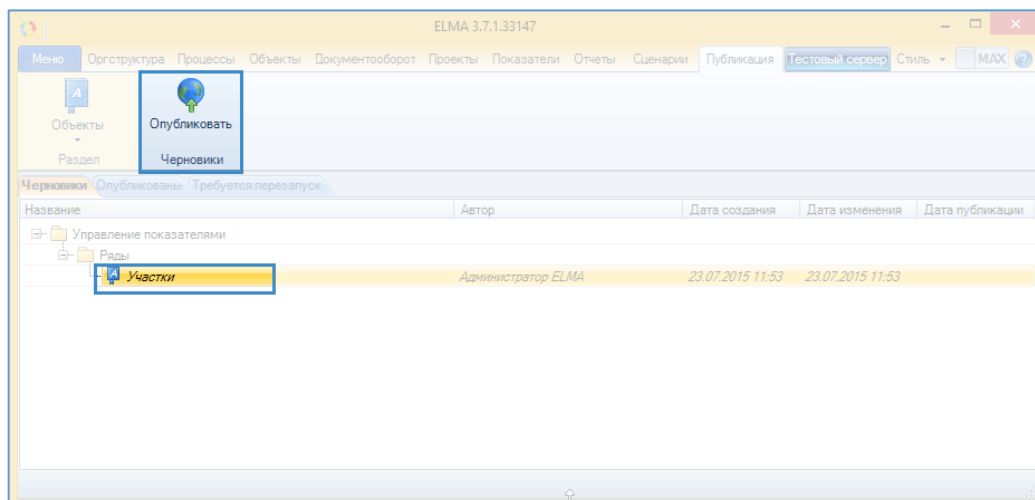 ELMA 3.7.1.33147
Меню Оргструктура Процессы Объекты Документооборот Проекты Показатели Отчеты Сценарии Публикация Тестовый сервер Стиль MAX
Объекты Опубликовать
Раздел Черновики
Черновики Опубликованы Требуется перезапуск
Название Автор Дата создания Дата изменения Дата публикации
Управление показателями
Ряды
Участки Администратор ELMA 23.07.2015 11:53 23.07.2015 11:53